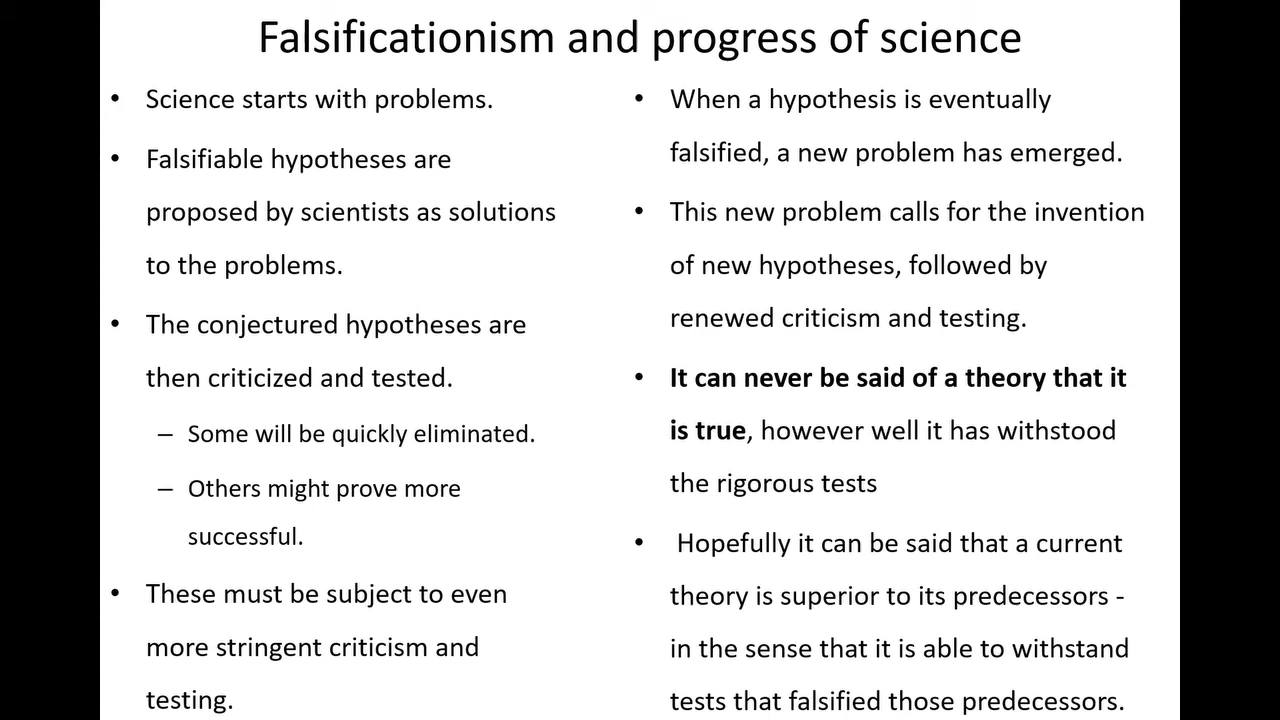 Falsificationism and progress of science
• Science starts with problems.
• Falsifiable hypotheses are
proposed by scientists as solutions
to the problems.
• The conjectured hypotheses are
then criticized and tested.
– Some will be quickly eliminated.
– Others might prove more
successful.
• These must be subject to even
more stringent criticism and
testing.
• When a hypothesis is eventually
falsified, a new problem has emerged.
• This new problem calls for the invention
of new hypotheses, followed by
renewed criticism and testing.
• It can never be said of a theory that it
is true, however well it has withstood
the rigorous tests
• Hopefully it can be said that a current
theory is superior to its predecessors -
in the sense that it is able to withstand
tests that falsified those predecessors.